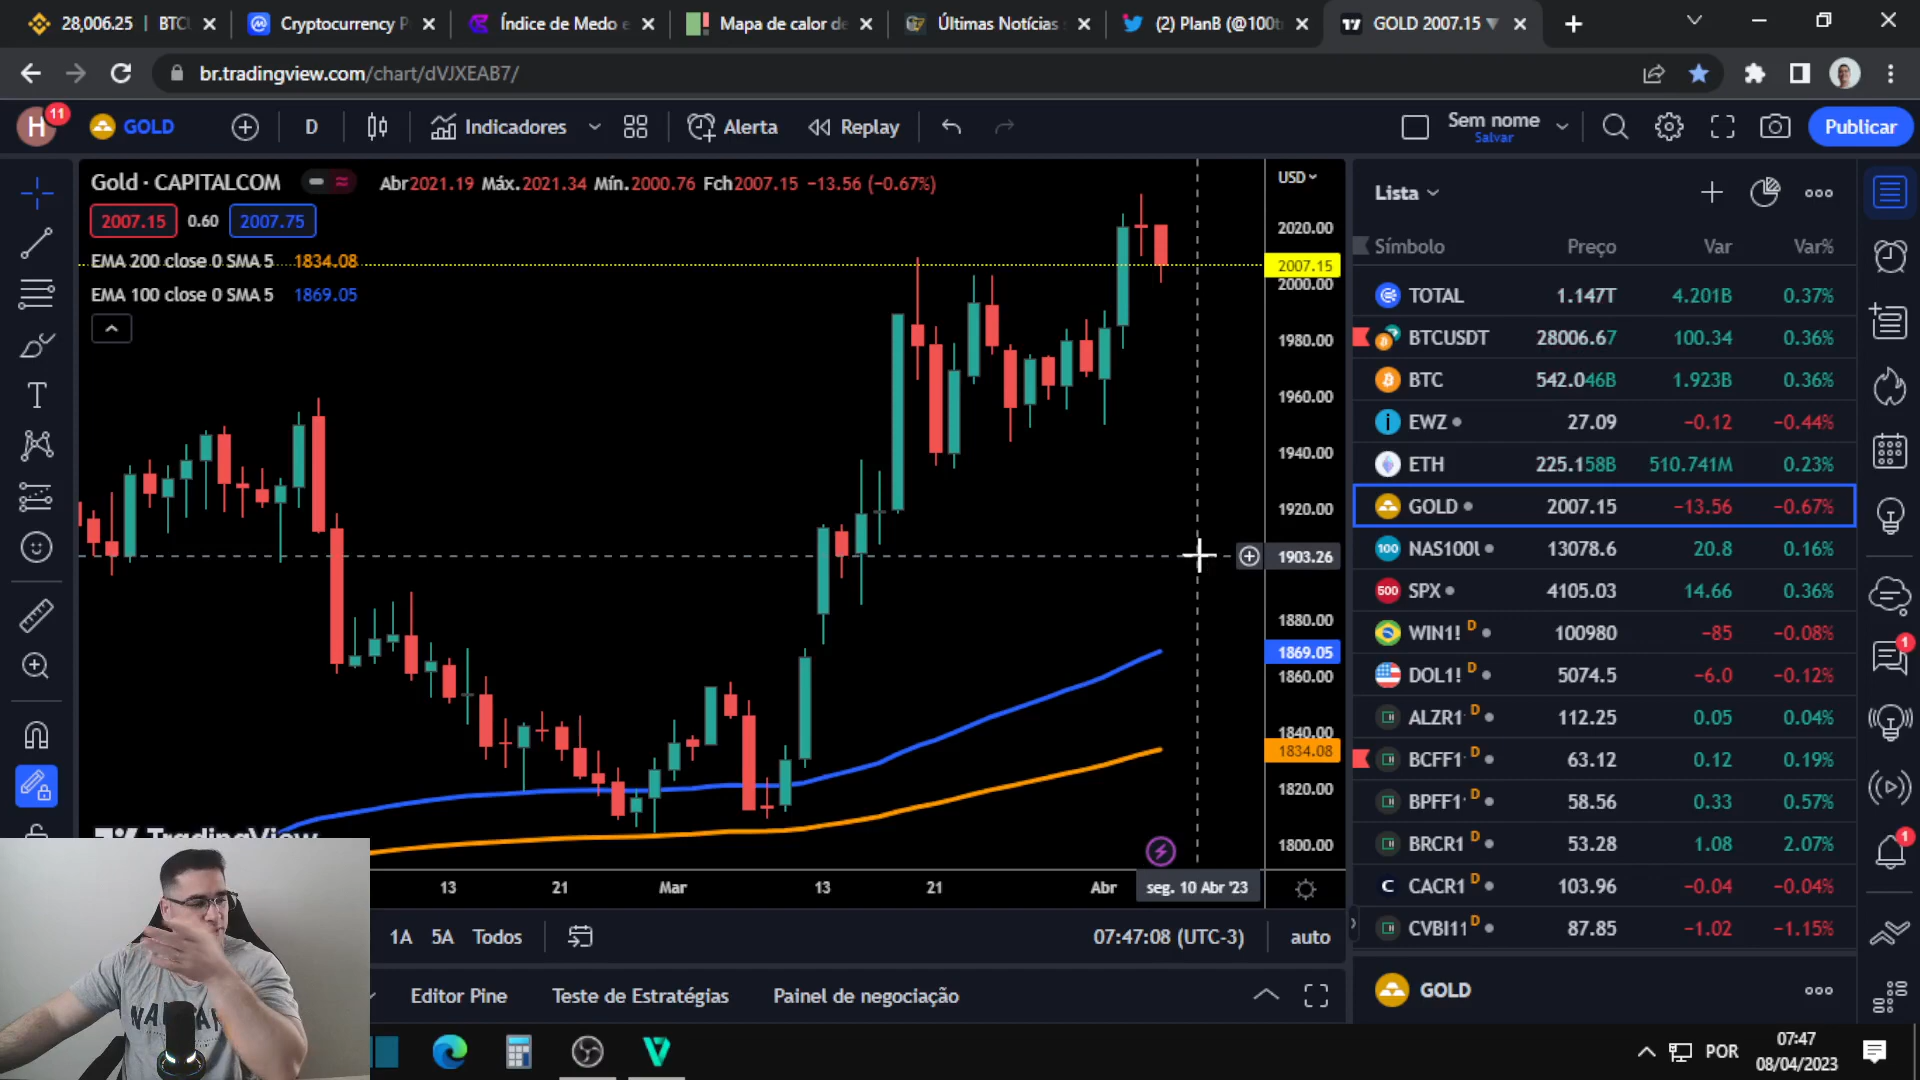 28,006.25 | BTCU
Cryptocurrency P
Índice de Medo e
Mapa de calor de
Últimas Notícias
(2) PlanB (@100t
GOLD 2007.15 ▼
br.tradingview.com/chart/dVJXEAB7/
H
11
GOLD
D
Indicadores
Alerta
Replay
Sem nome
Salvar
Publicar
Gold · CAPITALCOM
Abr2021.19 Máx.2021.34 Mín.2000.76 Fch2007.15 −13.56 (−0.67%)
2007.15 0.60 2007.75
EMA 200 close 0 SMA 5 1834.08
EMA 100 close 0 SMA 5 1869.05
USD
2020.00
2007.15
2000.00
1980.00
1960.00
1940.00
1920.00
1903.26
1880.00
1869.05
1860.00
1840.00
1834.08
1820.00
1800.00
TradingView
13 21 Mar 13 21 Abr seg. 10 Abr '23
1A 5A Todos
07:47:08 (UTC-3) auto
Editor Pine Teste de Estratégias Painel de negociação
Lista
Símbolo Preço Var Var%
TOTAL 1.147T 4.201B 0.37%
BTCUSDT 28006.67 100.34 0.36%
BTC 542.046B 1.923B 0.36%
EWZ 27.09 −0.12 −0.44%
ETH 225.158B 510.741M 0.23%
GOLD 2007.15 −13.56 −0.67%
100 NAS100 13078.6 20.8 0.16%
500 SPX 4105.03 14.66 0.36%
WIN1! D 100980 −85 −0.08%
DOL1! D 5074.5 −6.0 −0.12%
ALZR1 D 112.25 0.05 0.04%
BCFF1 D 63.12 0.12 0.19%
BPFF1 D 58.56 0.33 0.57%
BRCR1 D 53.28 1.08 2.07%
C CACR1 D 103.96 −0.04 −0.04%
CVBI11 D 87.85 −1.02 −1.15%
GOLD
1
1
POR
07:47
08/04/2023